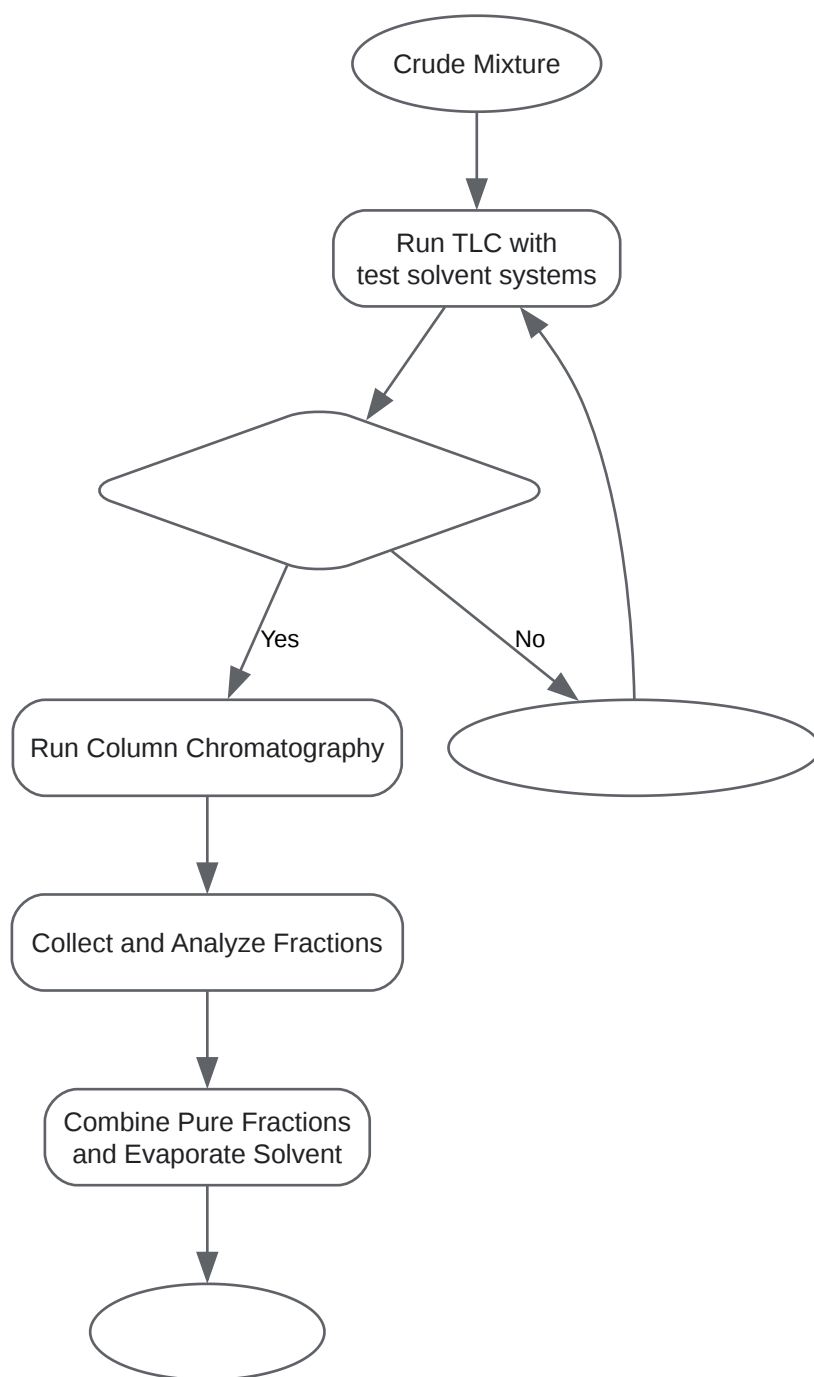 Crude Mixture
Run TLC with
test solvent systems
Yes
No
Run Column Chromatography
Collect and Analyze Fractions
Combine Pure Fractions
and Evaporate Solvent